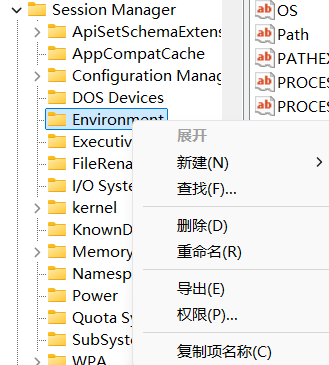 Session Manager
ApiSetSchemaExtens
AppCompatCache
Configuration Manag
DOS Devices
Environment
Executiv
FileRena
I/O Syste
kernel
KnownD
Memory
Namesp
Power
Quota Sy
SubSyste
WPA
OS
Path
PATHEX
PROCES
PROCES
展开
新建(N)
查找(F)...
删除(D)
重命名(R)
导出(E)
权限(P)...
复制项名称(C)